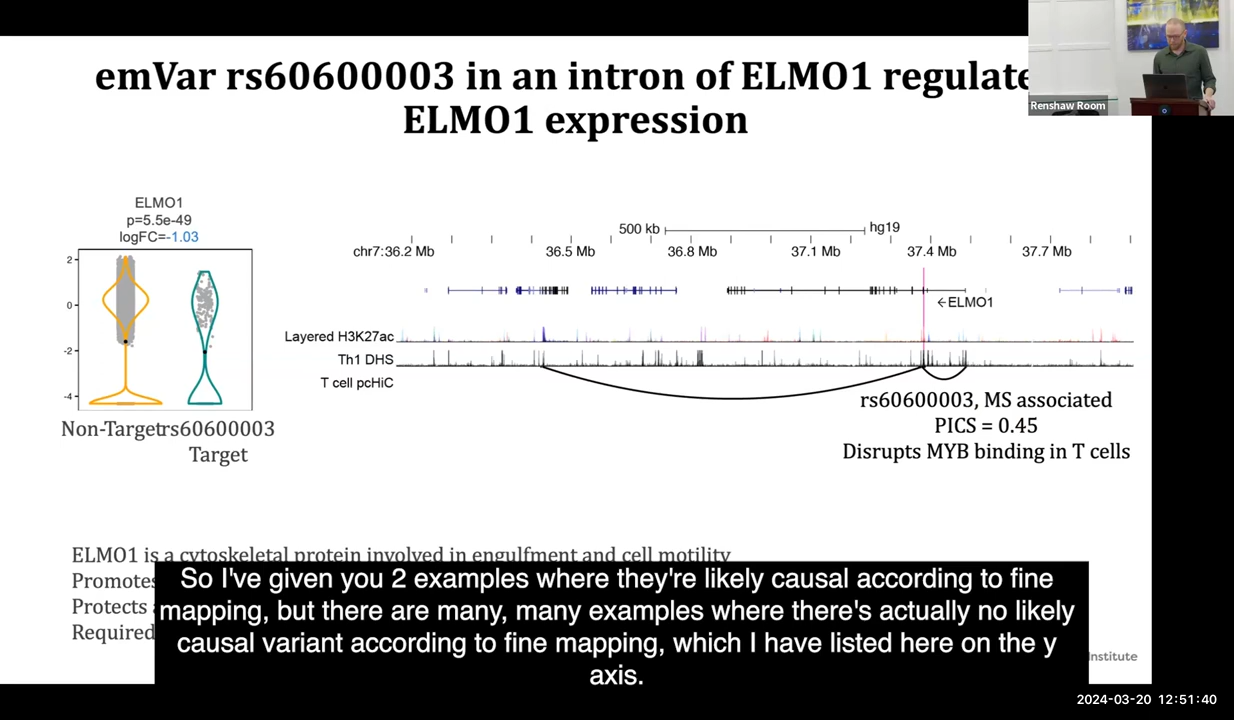 emVar rs60600003 in an intron of ELMO1 regulate
ELMO1 expression
Renshaw Room
ELMO1
p=5.5e-49
logFC=-1.03
2
0
-2
-4
Non-Target
rs60600003
Target
500 kb
hg19
chr7:36.2 Mb
36.5 Mb
36.8 Mb
37.1 Mb
37.4 Mb
37.7 Mb
←ELMO1
Layered H3K27ac
Th1 DHS
T cell pcHiC
rs60600003, MS associated
PICS = 0.45
Disrupts MYB binding in T cells
ELMO1 is a cytoskeletal protein involved in engulfment and cell motility
Promotes
Protects
Required
So I've given you 2 examples where they're likely causal according to fine
mapping, but there are many, many examples where there's actually no likely
causal variant according to fine mapping, which I have listed here on the y
axis.
Institute
2024-03-20 12:51:40